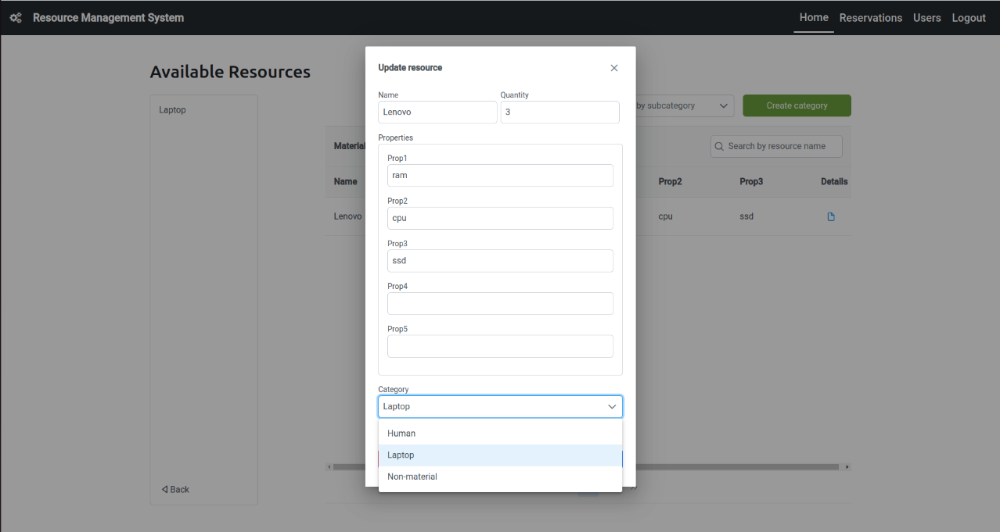 Resource Management System
Home Reservations Users Logout
Available Resources
Laptop
Back
by subcategory
Create category
Material
Search by resource name
Name Prop2 Prop3 Details
Lenovo cpu ssd
Update resource
Name Quantity
Lenovo 3
Properties
Prop1
ram
Prop2
cpu
Prop3
ssd
Prop4
Prop5
Category
Laptop
Human
Laptop
Non-material